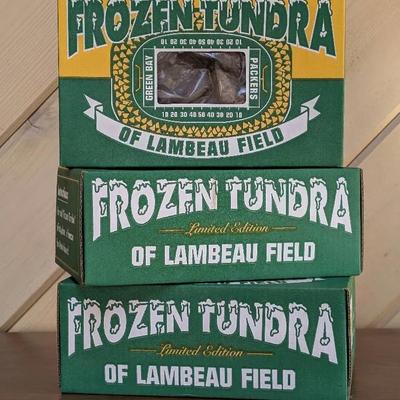 FROZEN TUNDRA
GREEN BAY
PACKERS
OF LAMBEAU FIELD
FROZEN TUNDRA
Limited Edition
OF LAMBEAU FIELD
FROZEN TUNDRA
Limited Edition
OF LAMBEAU FIELD